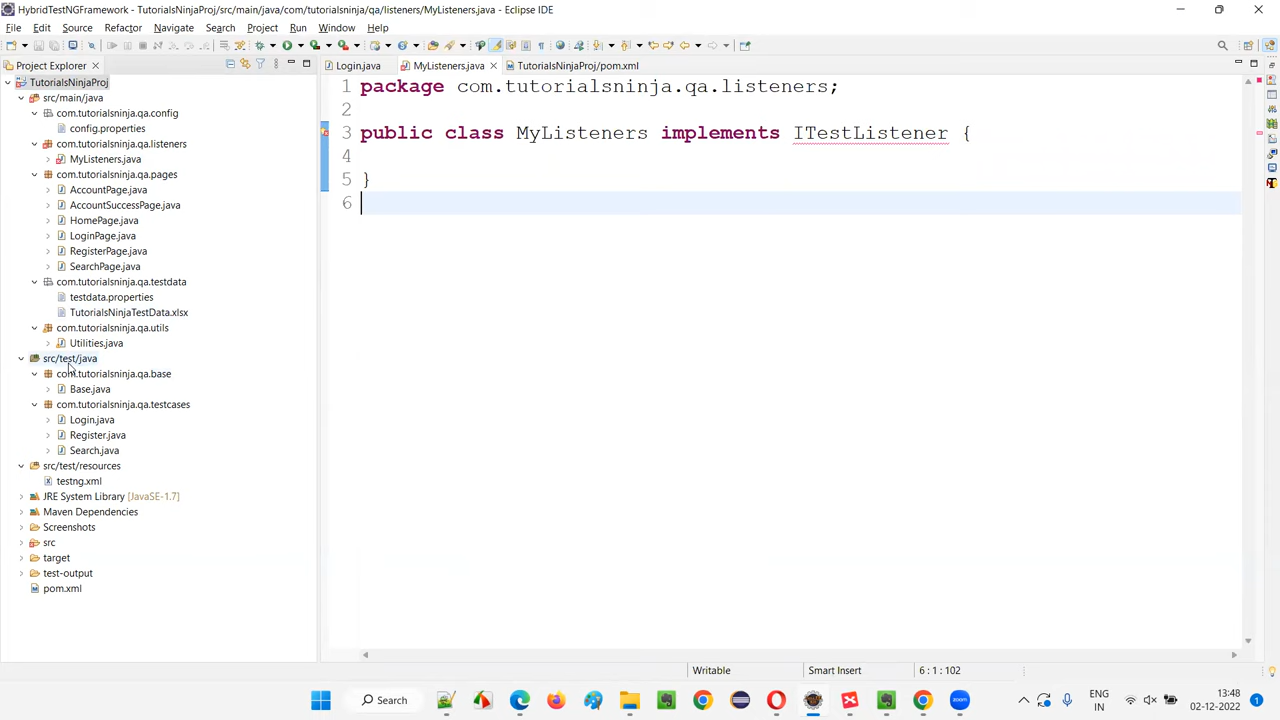 HybridTestNGFramework - TutorialsNinjaProj/src/main/java/com/tutorialsninja/qa/listeners/MyListeners.java - Eclipse IDE
File Edit Source Refactor Navigate Search Project Run Window Help
Project Explorer
Login.java MyListeners.java TutorialsNinjaProj/pom.xml
TutorialsNinjaProj
src/main/java
com.tutorialsninja.qa.config
config.properties
com.tutorialsninja.qa.listeners
MyListeners.java
com.tutorialsninja.qa.pages
AccountPage.java
AccountSuccessPage.java
HomePage.java
LoginPage.java
RegisterPage.java
SearchPage.java
com.tutorialsninja.qa.testdata
testdata.properties
TutorialsNinjaTestData.xlsx
com.tutorialsninja.qa.utils
Utilities.java
src/test/java
com.tutorialsninja.qa.base
Base.java
com.tutorialsninja.qa.testcases
Login.java
Register.java
Search.java
src/test/resources
testng.xml
JRE System Library [JavaSE-1.7]
Maven Dependencies
Screenshots
src
target
test-output
pom.xml
1 package com.tutorialsninja.qa.listeners;
2
3 public class MyListeners implements ITestListener {
4
5 }
6
Writable Smart Insert 6 : 1 : 102
Search
ENG
IN
13:48
02-12-2022
1